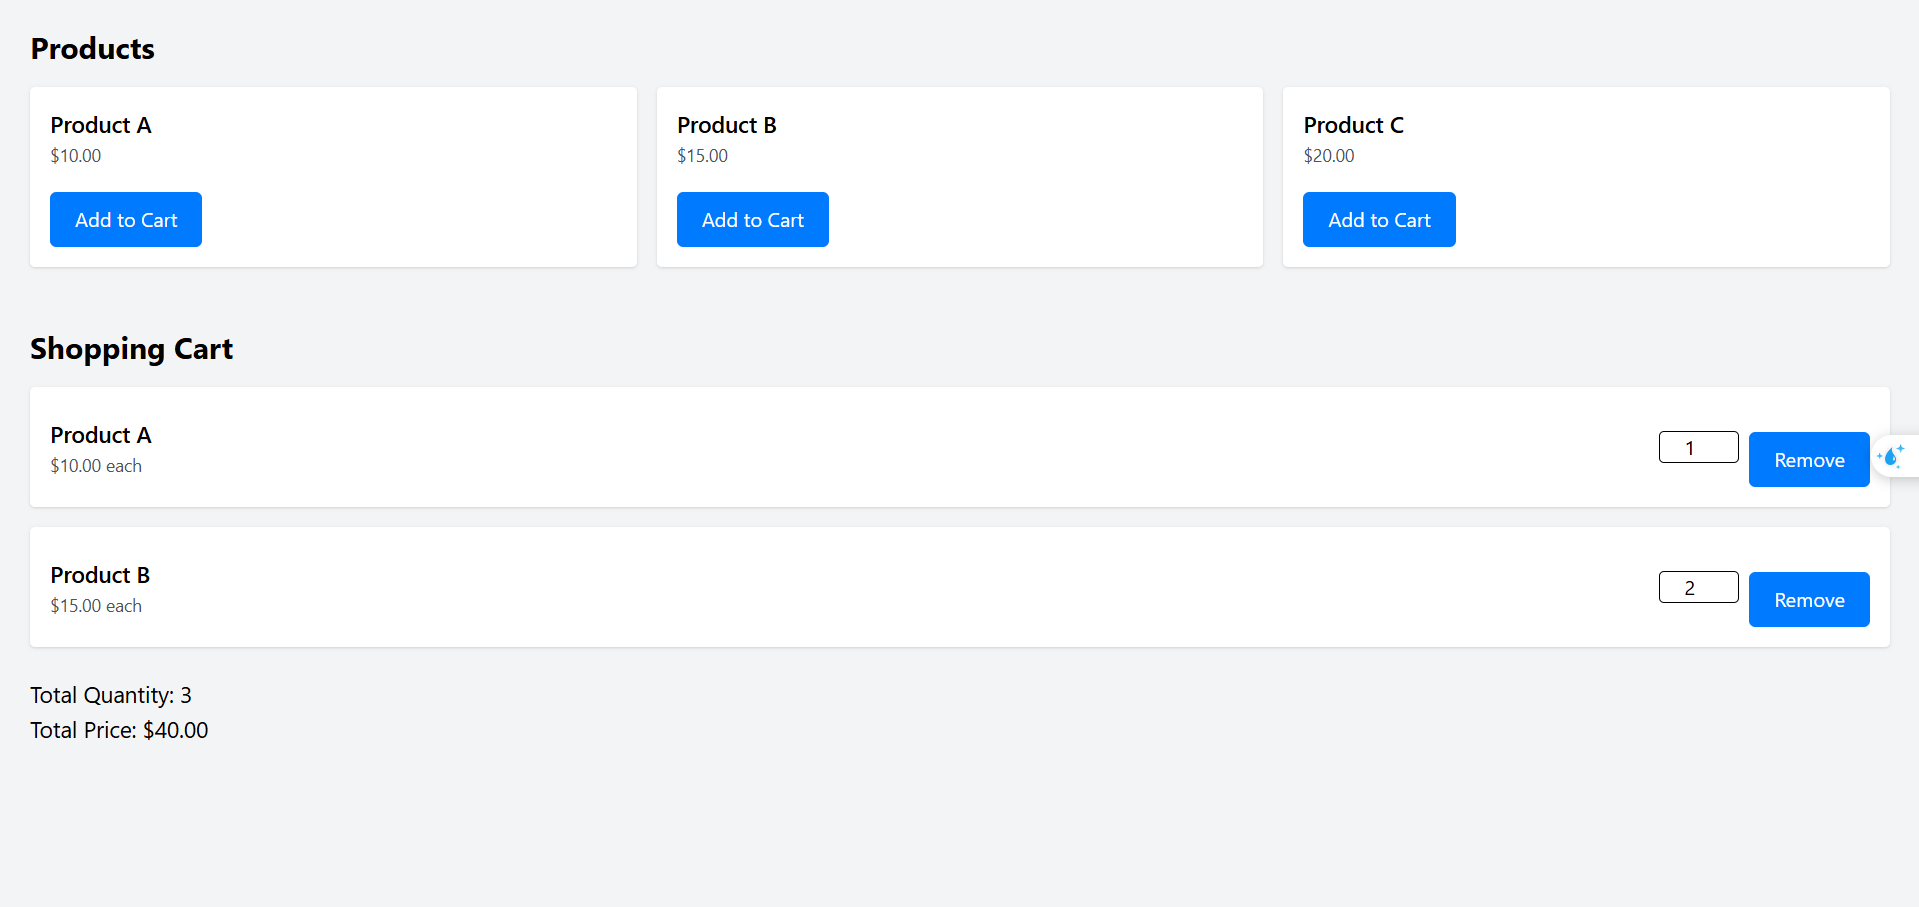 Products
Product A
$10.00
Add to Cart
Product B
$15.00
Add to Cart
Product C
$20.00
Add to Cart
Shopping Cart
Product A
$10.00 each
1
Remove
Product B
$15.00 each
2
Remove
Total Quantity: 3
Total Price: $40.00